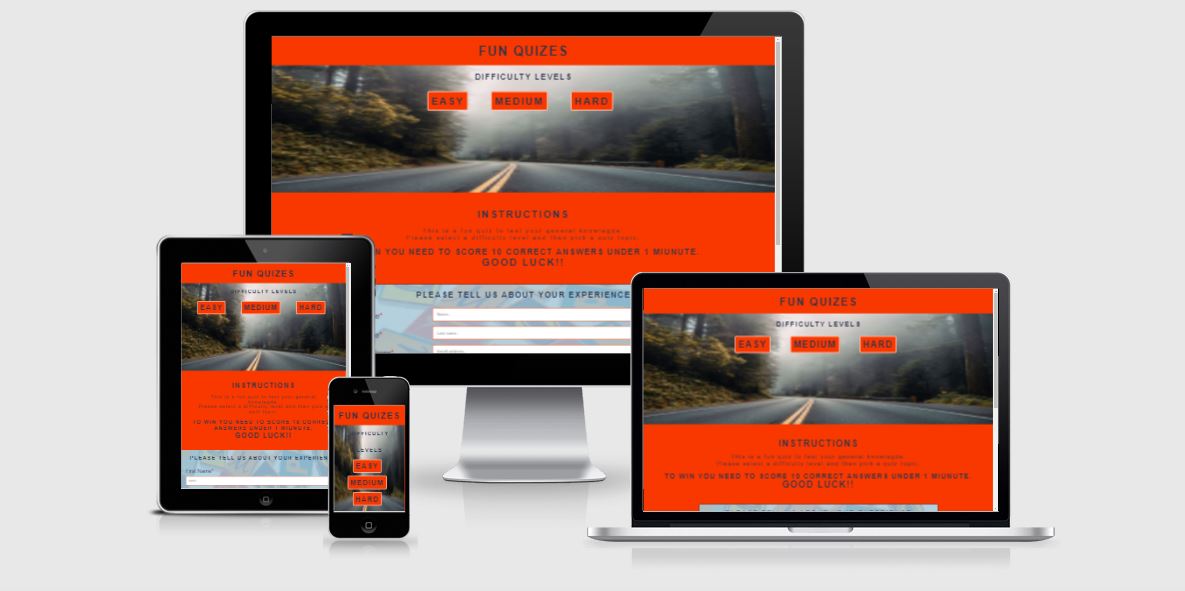 FUN QUIZES
DIFFICULTY LEVELS
EASY MEDIUM HARD
INSTRUCTIONS
This is a fun quiz to test your general
Please select a difficulty level and then pick a quiz topic.
YOU NEED TO SCORE 10 CORRECT ANSWERS UNDER 1 MIUNUTE.
GOOD LUCK!!
PLEASE TELL US ABOUT YOUR EXPERIENCE
Name..
Last name..
FUN QUIZES
DIFFICULTY LEVELS
EASY MEDIUM HARD
INSTRUCTIONS
This is a fun quiz to test your general
Please select a difficulty level and then pick a
quiz topic.
TO WIN YOU NEED TO SCORE 10 CORREC
ANSWERS UNDER 1 MIUNUTE.
GOOD LUCK!!
PLEASE TELL US ABOUT YOUR EXPERIEN
First Name*
FUN QUIZES
DIFFICULTY
LEVELS
EASY
MEDIUM
HARD
FUN QUIZES
DIFFICULTY LEVELS
EASY MEDIUM HARD
INSTRUCTIONS
This is a fun quiz to test your general
Please select a difficulty level and then pick a quiz topic.
TO WIN YOU NEED TO SCORE 10 CORRECT ANSWERS UNDER 1 MIUNUTE.
GOOD LUCK!!